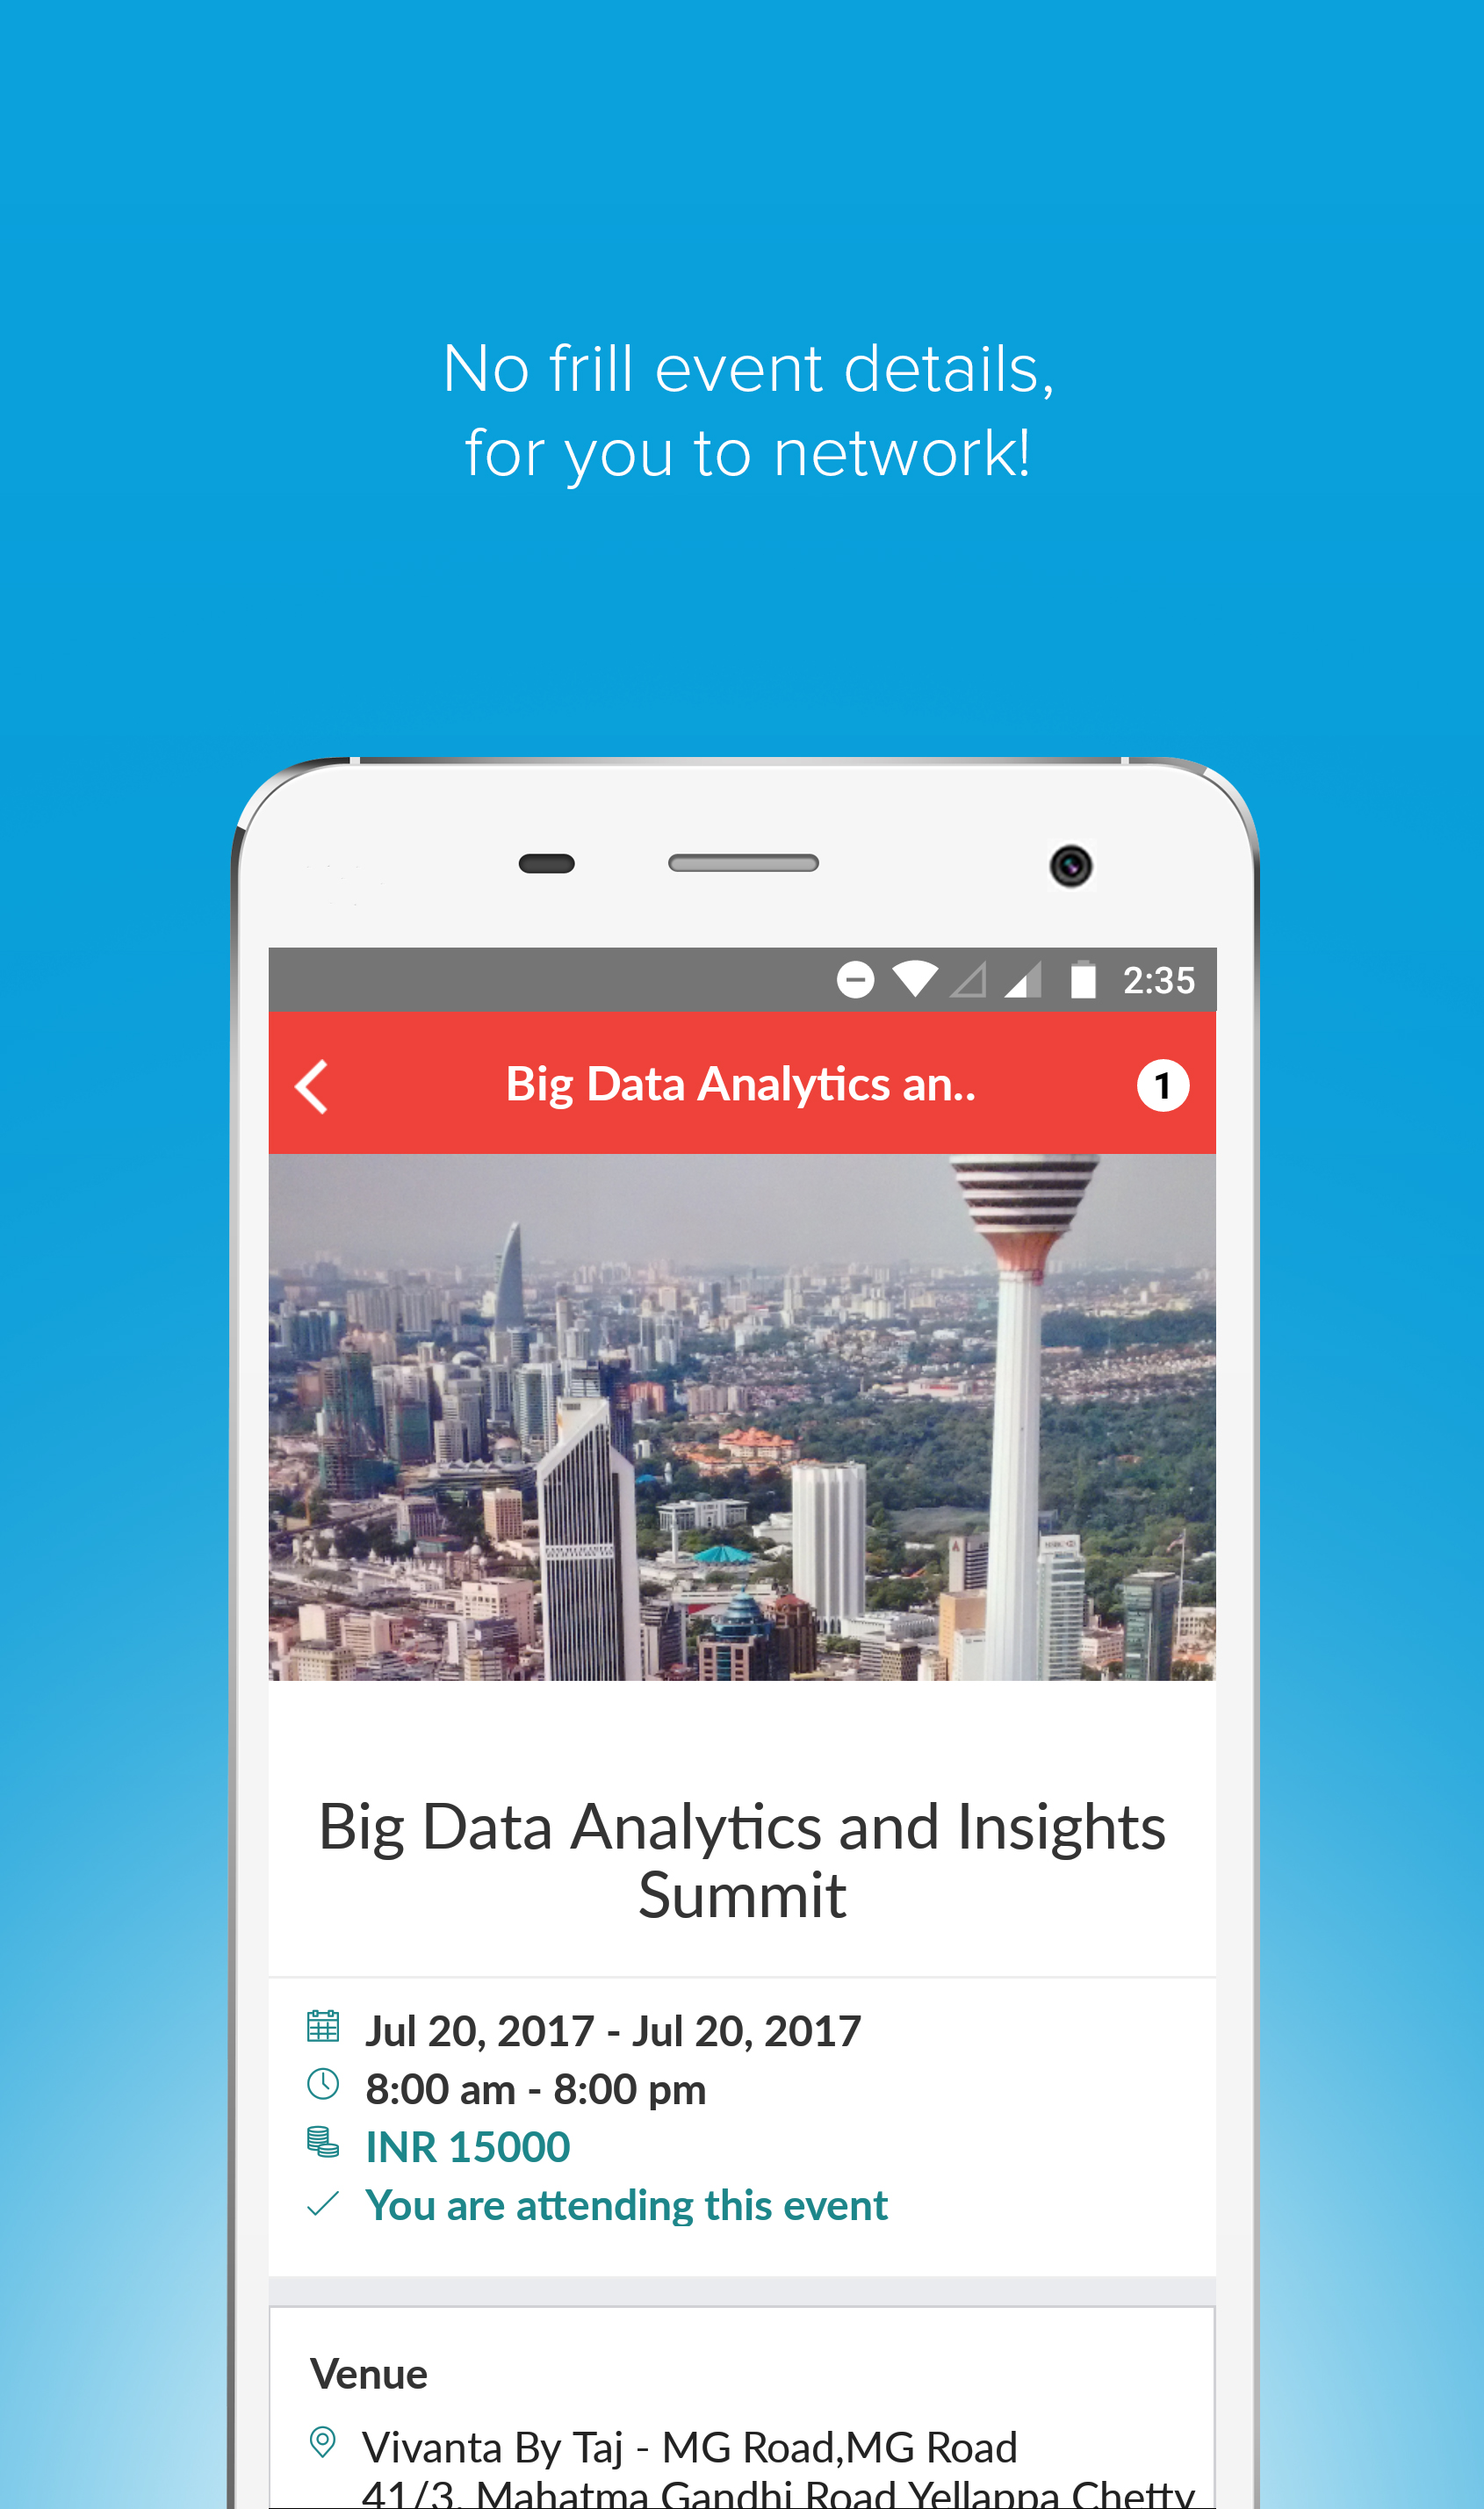 No frill event details,
for you to network!
2:35
Big Data Analytics an..
1
Big Data Analytics and Insights
Summit
Jul 20, 2017 - Jul 20, 2017
8:00 am - 8:00 pm
INR 15000
You are attending this event
Venue
Vivanta By Taj - MG Road,MG Road
41/3, Mahatma Gandhi Road Yellappa Chetty